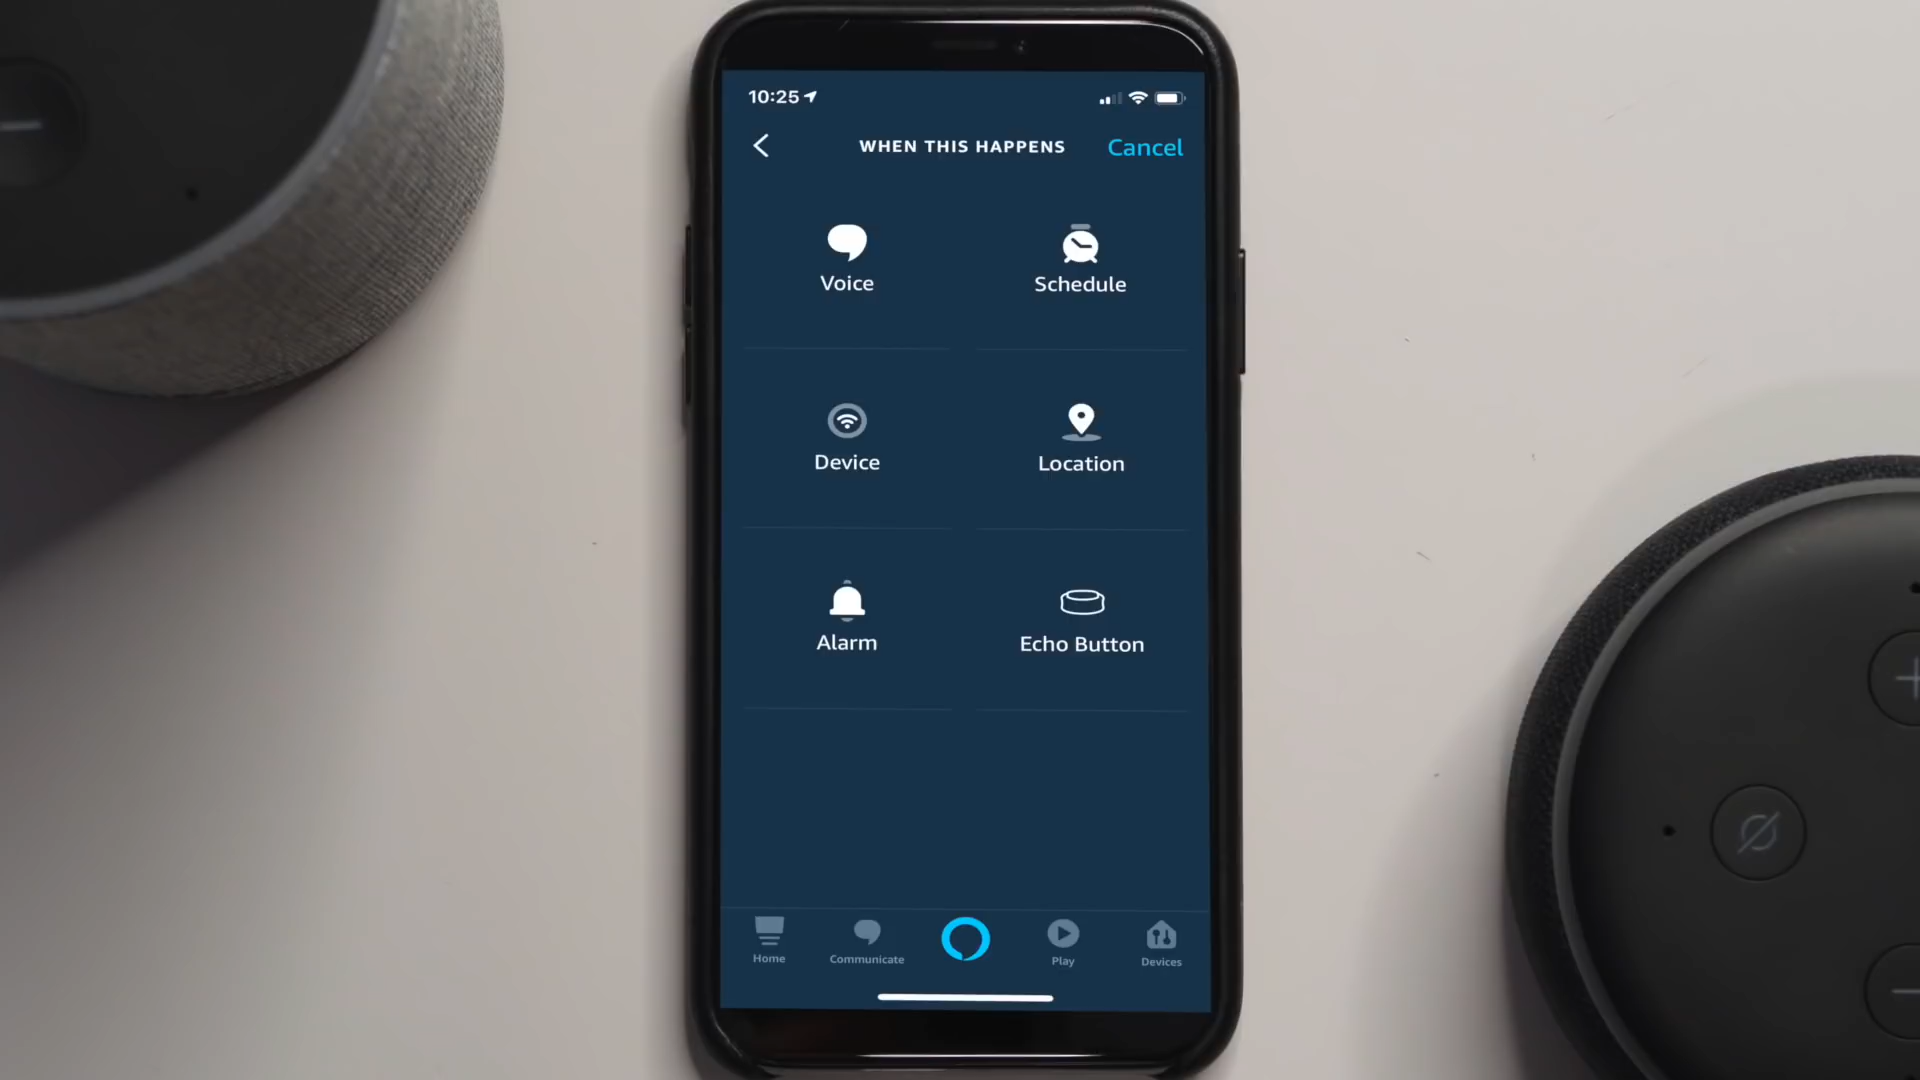 10:25
WHEN THIS HAPPENS
Cancel
Voice
Schedule
Device
Location
Alarm
Echo Button
Home
Communicate
Play
Devices